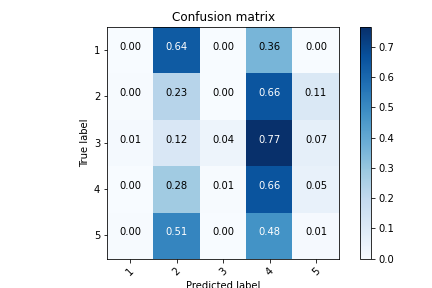 Confusion matrix
True label
1 0.00 0.64 0.00 0.36 0.00
2 0.00 0.23 0.00 0.66 0.11
3 0.01 0.12 0.04 0.77 0.07
4 0.00 0.28 0.01 0.66 0.05
5 0.00 0.51 0.00 0.48 0.01
1 2 3 4 5
Predicted label
0.7
0.6
0.5
0.4
0.3
0.2
0.1
0.0